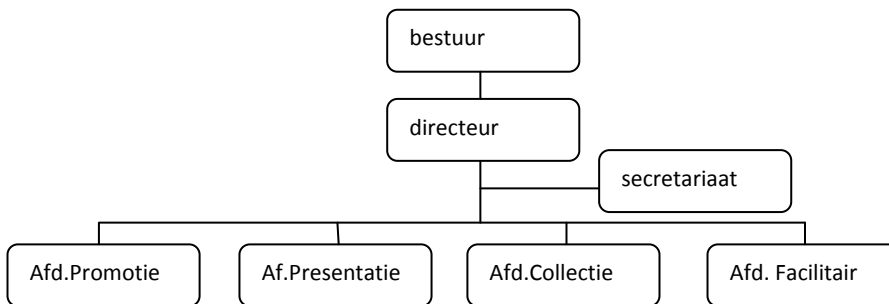 bestuur
directeur
secretariaat
Afd.Promotie
Af.Presentatie
Afd.Collectie
Afd. Facilitair